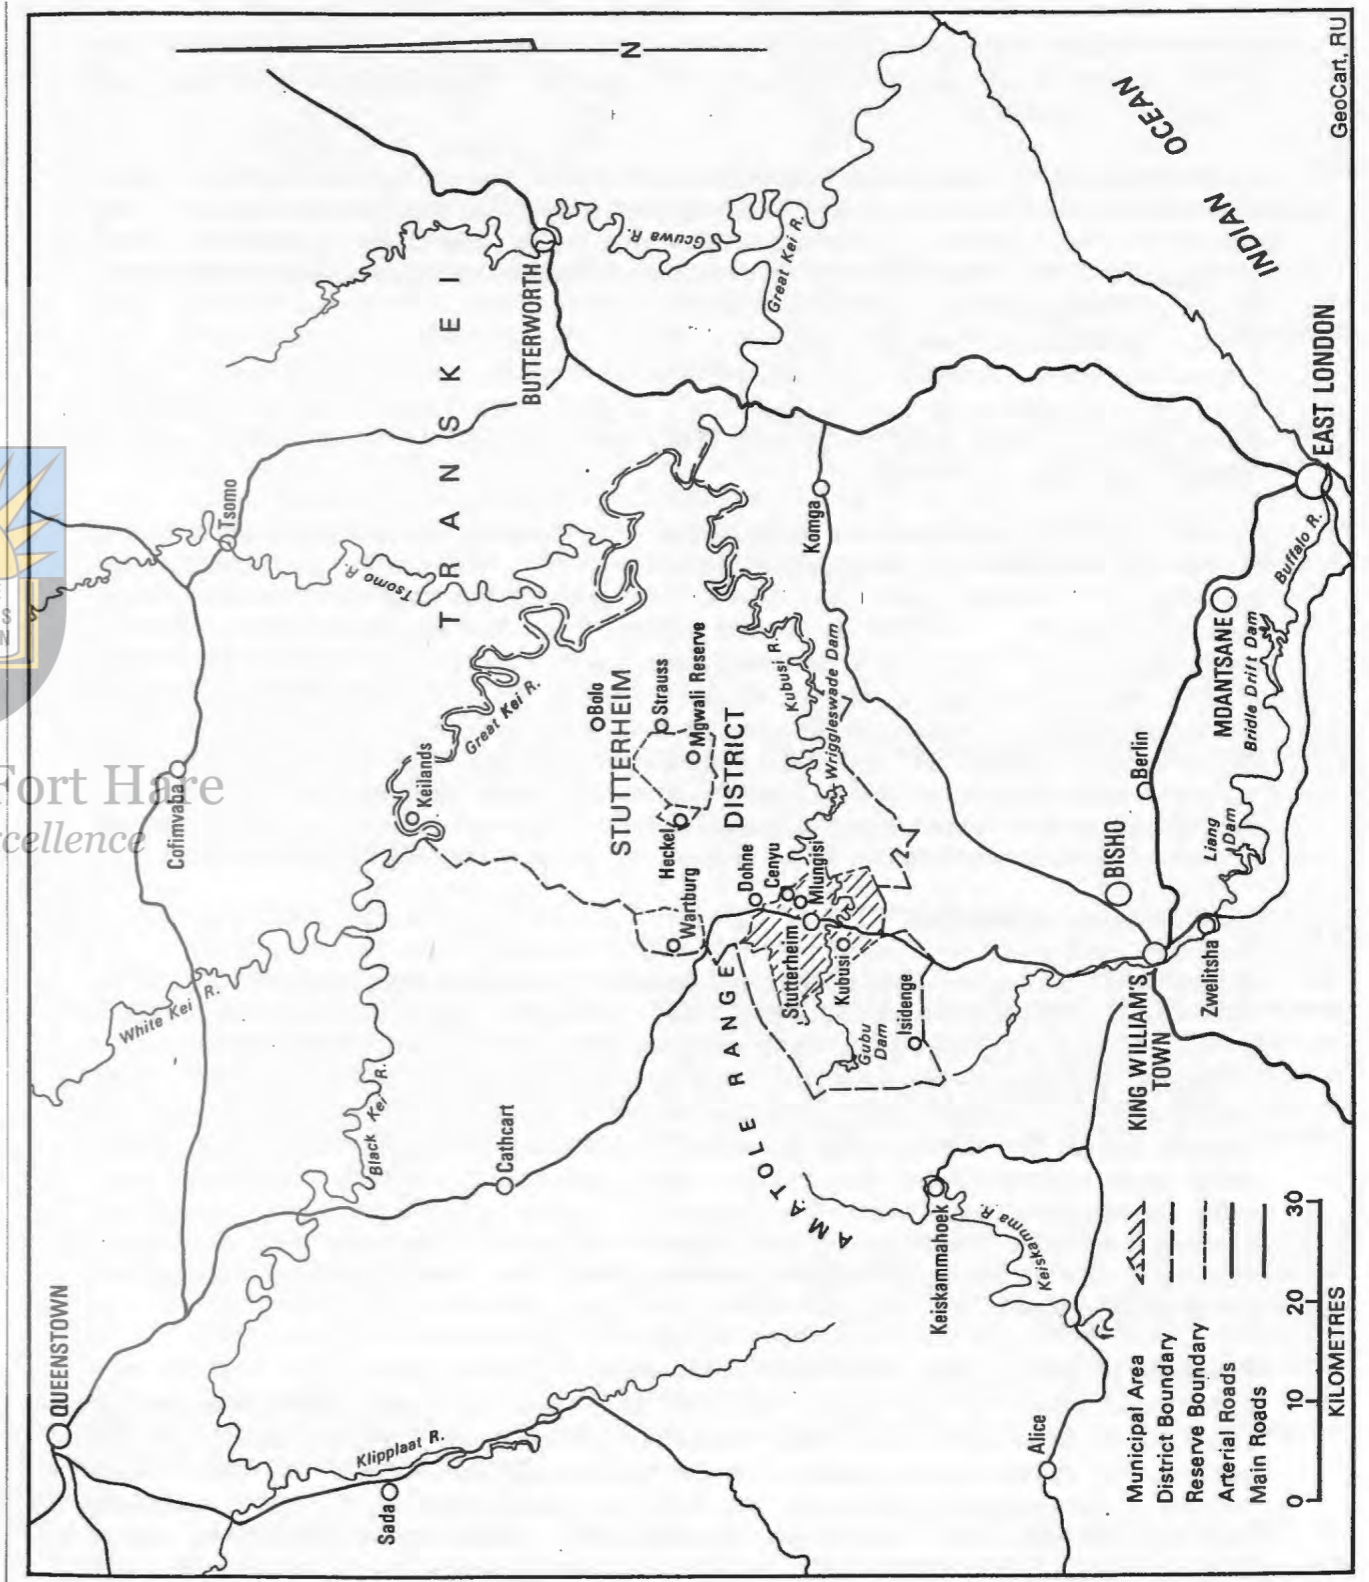 N
QUEENSTOWN
Cofimvaba
Tsomo
Tsomo R.
White Kei R.
Black Kei R.
Klipplaat R.
Sada
Cathcart
Keilands
Great Kei R.
TRANSKEI
BUTTERWORTH
Gcuwa R.
Great Kei R.
Bolo
STUTTERHEIM
DISTRICT
Strauss
Mgwali Reserve
Heckel
Wartburg
Dohne
Cenyu
Mlungisi
Stutterheim
Kubusi
Kubusi R.
Wriggleswade Dam
Komga
Gubu
Dam
Isidenge
AMATOLE RANGE
Keiskammahoek
Keiskamma R.
Alice
KING WILLIAM'S
TOWN
BISHO
Zwelitsha
Berlin
Liang
Dam
MDANTSANE
Bridle Drift Dam
Buffalo R.
EAST LONDON
INDIAN OCEAN
Municipal Area
District Boundary
Reserve Boundary
Arterial Roads
Main Roads
0 10 20 30
KILOMETRES
GeoCart, RU
S
N
Fort Hare
cellence